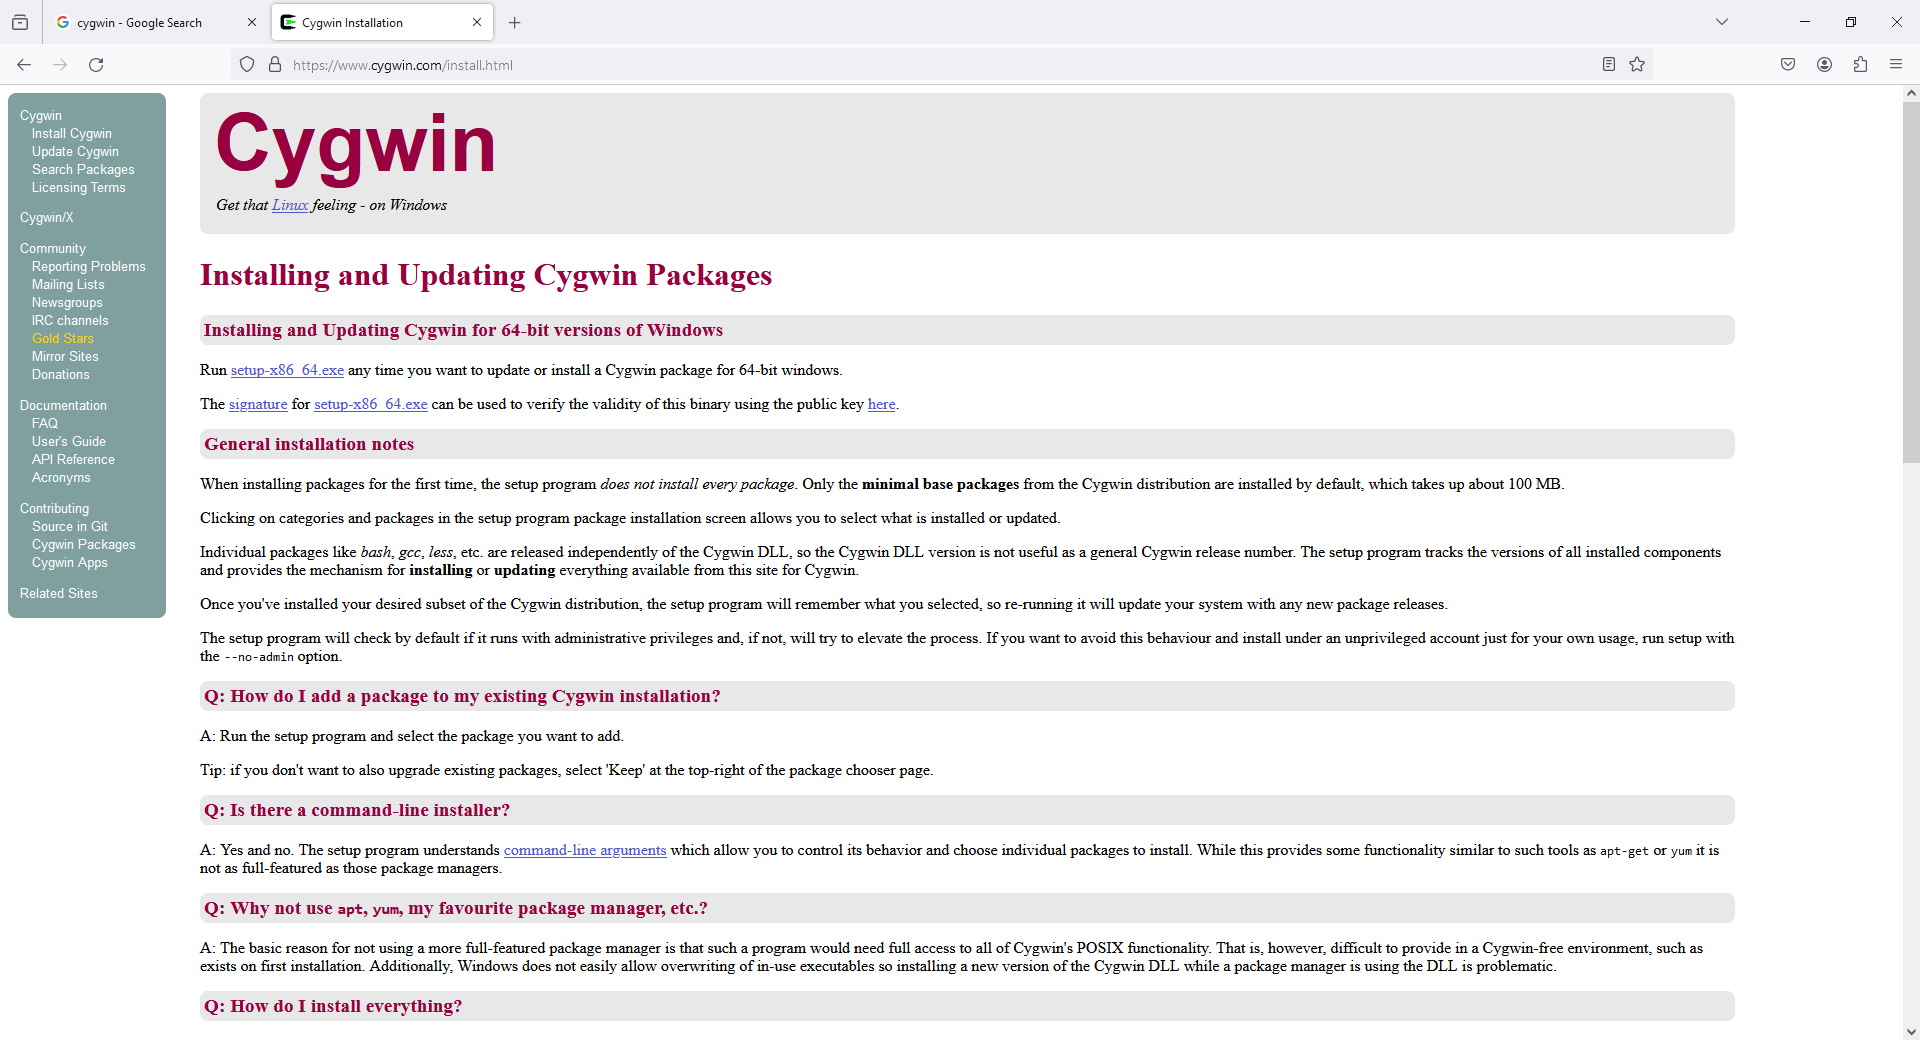 cygwin - Google Search
Cygwin Installation
https://www.cygwin.com/install.html
Cygwin
Install Cygwin
Update Cygwin
Search Packages
Licensing Terms
Cygwin/X
Community
Reporting Problems
Mailing Lists
Newsgroups
IRC channels
Gold Stars
Mirror Sites
Donations
Documentation
FAQ
User's Guide
API Reference
Acronyms
Contributing
Source in Git
Cygwin Packages
Cygwin Apps
Related Sites
Cygwin
Get that Linux feeling - on Windows
Installing and Updating Cygwin Packages
Installing and Updating Cygwin for 64-bit versions of Windows
Run setup-x86_64.exe any time you want to update or install a Cygwin package for 64-bit windows.
The signature for setup-x86_64.exe can be used to verify the validity of this binary using the public key here.
General installation notes
When installing packages for the first time, the setup program does not install every package. Only the minimal base packages from the Cygwin distribution are installed by default, which takes up about 100 MB.
Clicking on categories and packages in the setup program package installation screen allows you to select what is installed or updated.
Individual packages like bash, gcc, less, etc. are released independently of the Cygwin DLL, so the Cygwin DLL version is not useful as a general Cygwin release number. The setup program tracks the versions of all installed components
and provides the mechanism for installing or updating everything available from this site for Cygwin.
Once you've installed your desired subset of the Cygwin distribution, the setup program will remember what you selected, so re-running it will update your system with any new package releases.
The setup program will check by default if it runs with administrative privileges and, if not, will try to elevate the process. If you want to avoid this behaviour and install under an unprivileged account just for your own usage, run setup with
the --no-admin option.
Q: How do I add a package to my existing Cygwin installation?
A: Run the setup program and select the package you want to add.
Tip: if you don't want to also upgrade existing packages, select 'Keep' at the top-right of the package chooser page.
Q: Is there a command-line installer?
A: Yes and no. The setup program understands command-line arguments which allow you to control its behavior and choose individual packages to install. While this provides some functionality similar to such tools as apt-get or yum it is
not as full-featured as those package managers.
Q: Why not use apt, yum, my favourite package manager, etc.?
A: The basic reason for not using a more full-featured package manager is that such a program would need full access to all of Cygwin's POSIX functionality. That is, however, difficult to provide in a Cygwin-free environment, such as
exists on first installation. Additionally, Windows does not easily allow overwriting of in-use executables so installing a new version of the Cygwin DLL while a package manager is using the DLL is problematic.
Q: How do I install everything?